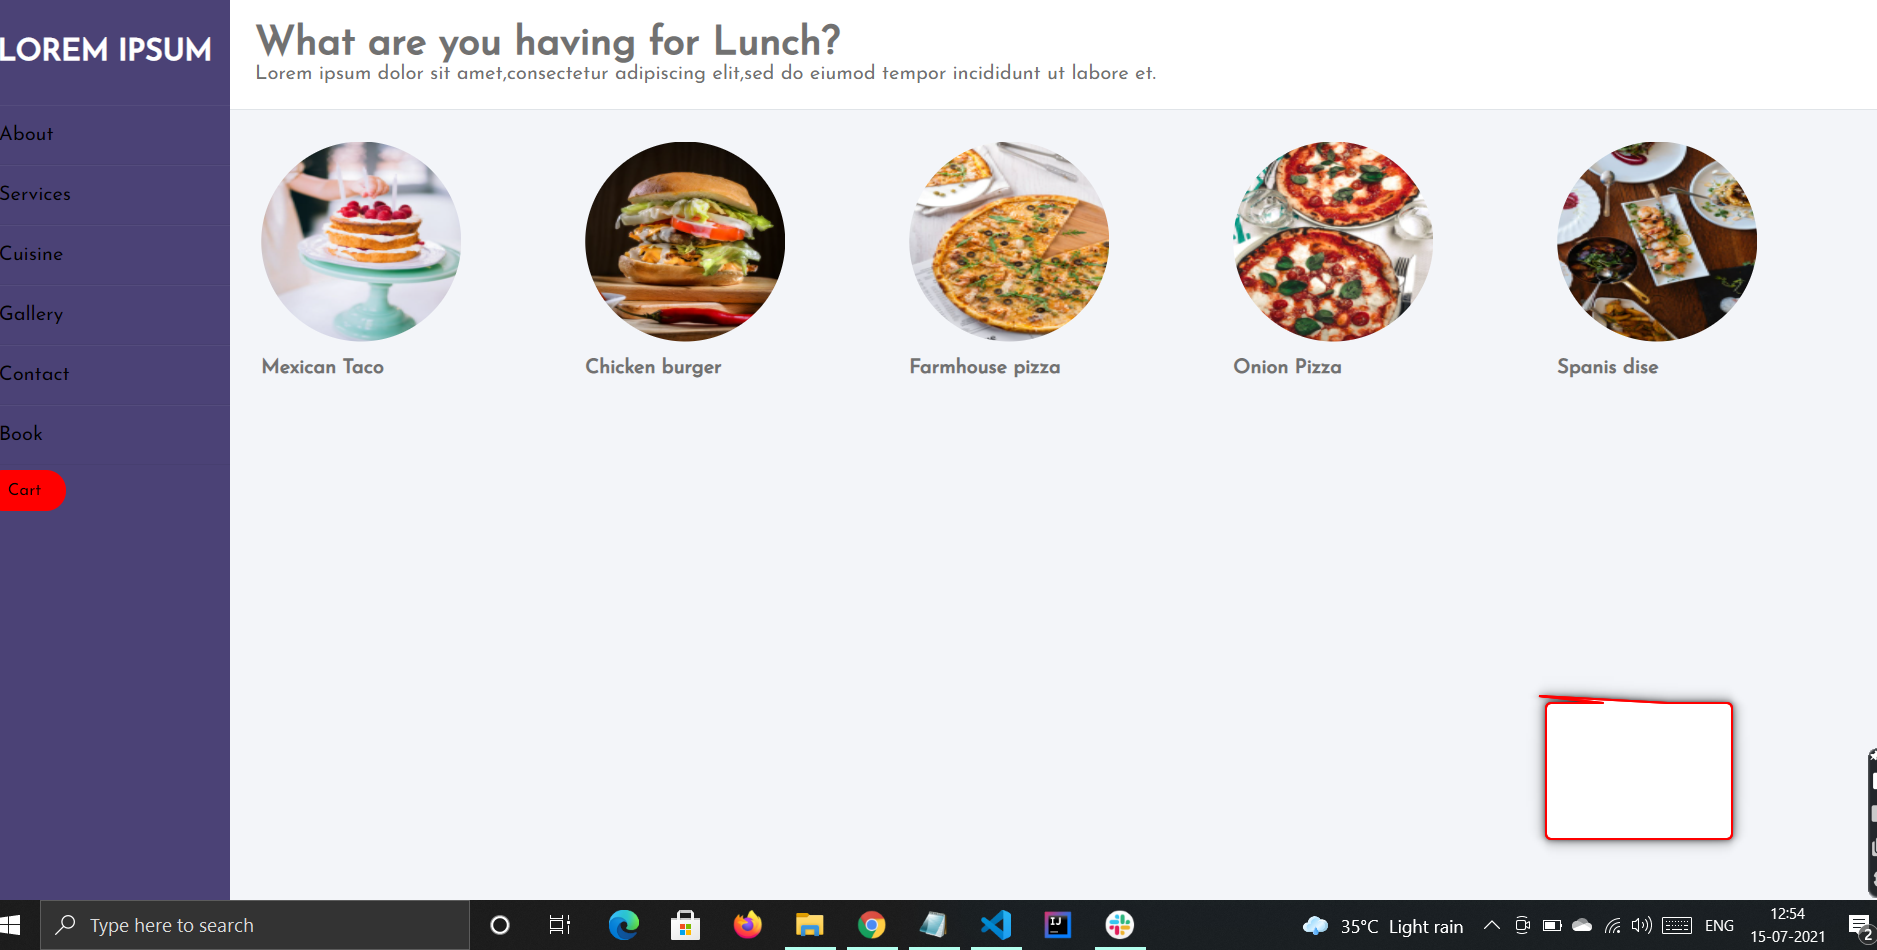 LOREM IPSUM
About
Services
Cuisine
Gallery
Contact
Book
Cart
What are you having for Lunch?
Lorem ipsum dolor sit amet,consectetur adipiscing elit,sed do eiumod tempor incididunt ut labore et.
Mexican Taco
Chicken burger
Farmhouse pizza
Onion Pizza
Spanis dise
Type here to search
IJ
35°C Light rain
ENG
12:54
15-07-2021
2